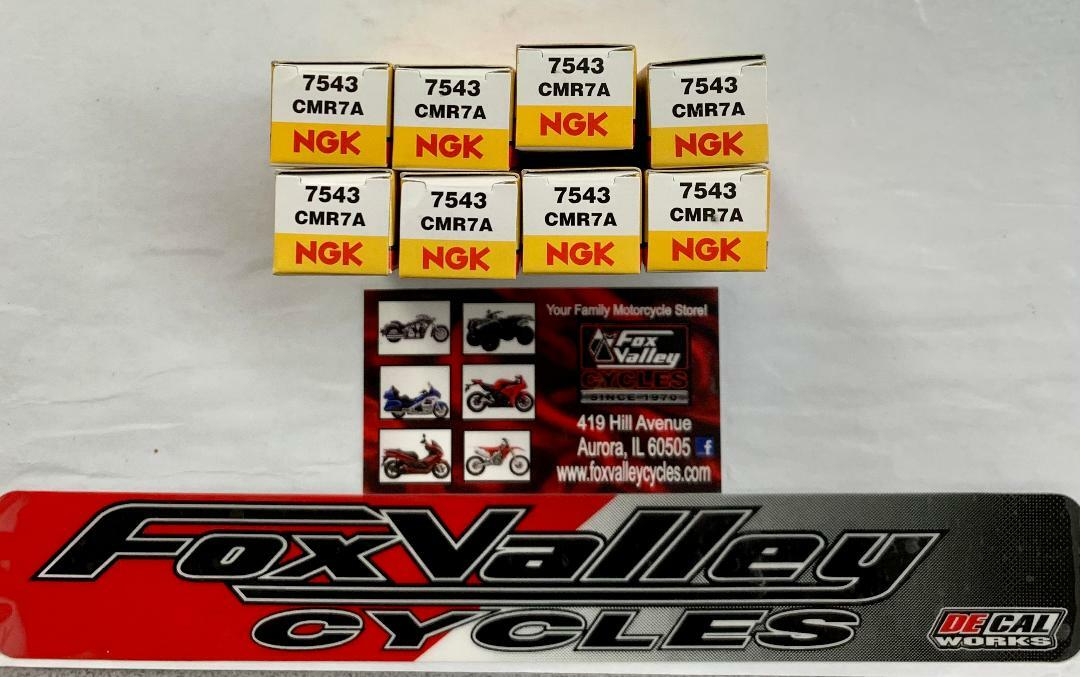 7543
CMR7A
NGK
7543
CMR7A
NGK
7543
CMR7A
NGK
7543
CMR7A
NGK
7543
CMR7A
NGK
7543
CMR7A
NGK
7543
CMR7A
NGK
7543
CMR7A
NGK
Your Family Motorcycle Store!
Fox
Valley
CYCLES
SINCE 1970
419 Hill Avenue
Aurora, IL 60505 f
www.foxvalleycycles.com
FoxValley
CYCLES
DECAL
WORKS